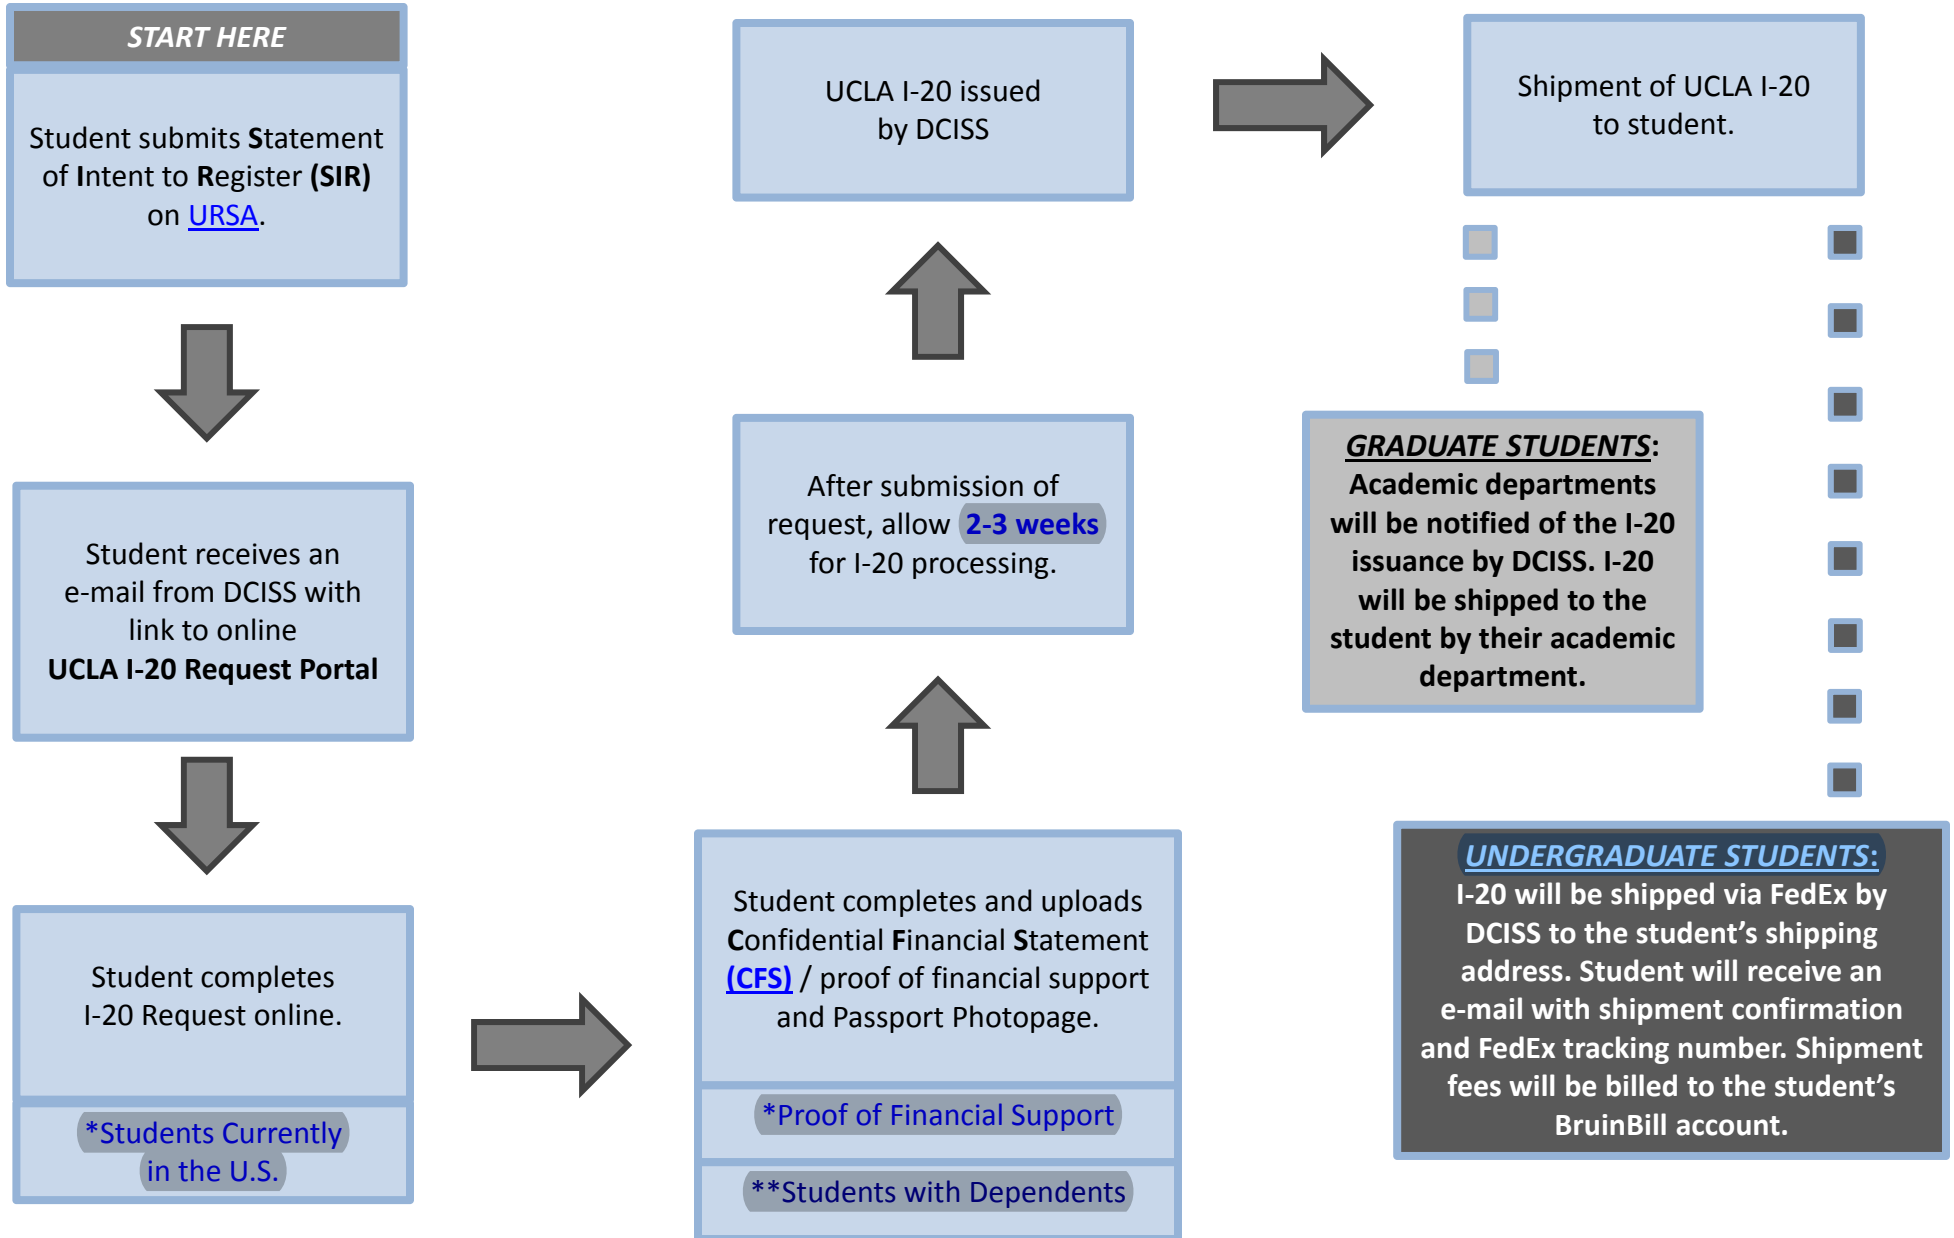 START HERE
Student submits Statement
of Intent to Register (SIR)
on URSA.
Student receives an
e-mail from DCISS with
link to online
UCLA I-20 Request Portal
Student completes
I-20 Request online.
*Students Currently
in the U.S.
Student completes and uploads
Confidential Financial Statement
(CFS) / proof of financial support
and Passport Photopage.
*Proof of Financial Support
**Students with Dependents
After submission of
request, allow 2-3 weeks
for I-20 processing.
UCLA I-20 issued
by DCISS
Shipment of UCLA I-20
to student.
GRADUATE STUDENTS:
Academic departments
will be notified of the I-20
issuance by DCISS. I-20
will be shipped to the
student by their academic
department.
UNDERGRADUATE STUDENTS:
I-20 will be shipped via FedEx by
DCISS to the student’s shipping
address. Student will receive an
e-mail with shipment confirmation
and FedEx tracking number. Shipment
fees will be billed to the student’s
BruinBill account.